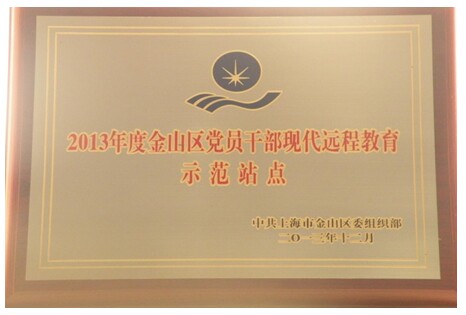 2013年度金山区党员干部现代远程教育
示范站点
中共上海市金山区委组织部
二〇一三年十二月